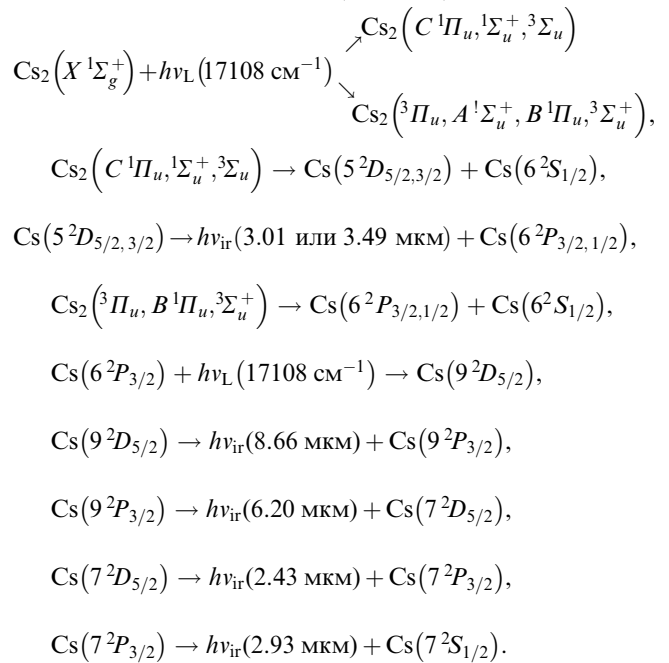 Cs₂(C ¹Πᵤ,¹Σᵤ⁺,³Σᵤ)
Cs₂(X ¹Σg⁺)+hνL(17108 см⁻¹) ↗ ↘
Cs₂(³Πᵤ, A !Σᵤ⁺, B ¹Πᵤ,³Σᵤ⁺),
Cs₂(C ¹Πᵤ,¹Σᵤ⁺,³Σᵤ) → Cs(5 ²D5/2,3/2) + Cs(6 ²S1/2),
Cs(5 ²D5/2, 3/2) → hνir(3.01 или 3.49 мкм) + Cs(6 ²P3/2, 1/2),
Cs₂(³Πᵤ, B ¹Πᵤ,³Σᵤ⁺) → Cs(6 ²P3/2,1/2) + Cs(6²S1/2),
Cs(6 ²P3/2) + hνL(17108 см⁻¹) → Cs(9 ²D5/2),
Cs(9 ²D5/2) → hνir(8.66 мкм) + Cs(9 ²P3/2),
Cs(9 ²P3/2) → hνir(6.20 мкм) + Cs(7 ²D5/2),
Cs(7 ²D5/2) → hνir(2.43 мкм) + Cs(7 ²P3/2),
Cs(7 ²P3/2) → hνir(2.93 мкм) + Cs(7 ²S1/2).